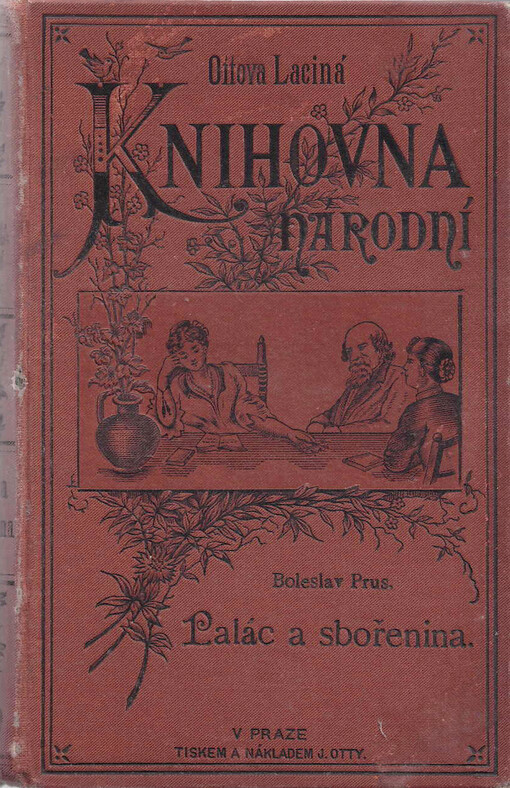 Ottova Laciná
KNIHOVNA
NÁRODNÍ
Boleslav Prus.
Palác a sbořenina.
V PRAZE
TISKEM A NÁKLADEM J. OTTY.